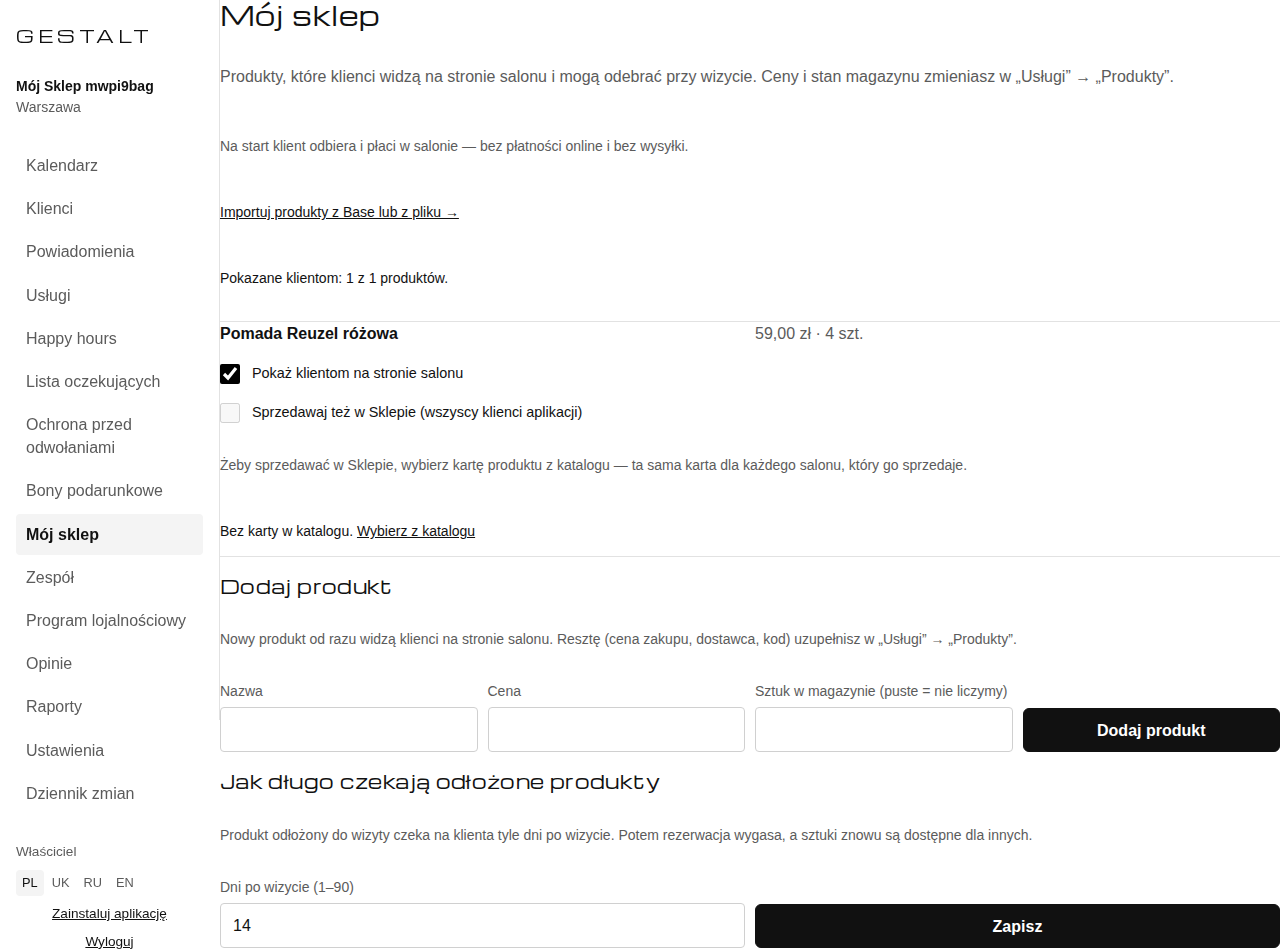 GESTALT
Mój Sklep mwpi9bag
Warszawa
Kalendarz
Klienci
Powiadomienia
Usługi
Happy hours
Lista oczekujących
Ochrona przed
odwołaniami
Bony podarunkowe
Mój sklep
Zespół
Program lojalnościowy
Opinie
Raporty
Ustawienia
Dziennik zmian
Właściciel
PL UK RU EN
Zainstaluj aplikację
Wyloguj
Mój sklep
Produkty, które klienci widzą na stronie salonu i mogą odebrać przy wizycie. Ceny i stan magazynu zmieniasz w „Usługi” → „Produkty”.
Na start klient odbiera i płaci w salonie — bez płatności online i bez wysyłki.
Importuj produkty z Base lub z pliku →
Pokazane klientom: 1 z 1 produktów.
Pomada Reuzel różowa 59,00 zł · 4 szt.
Pokaż klientom na stronie salonu
Sprzedawaj też w Sklepie (wszyscy klienci aplikacji)
Żeby sprzedawać w Sklepie, wybierz kartę produktu z katalogu — ta sama karta dla każdego salonu, który go sprzedaje.
Bez karty w katalogu. Wybierz z katalogu
Dodaj produkt
Nowy produkt od razu widzą klienci na stronie salonu. Resztę (cena zakupu, dostawca, kod) uzupełnisz w „Usługi” → „Produkty”.
Nazwa Cena Sztuk w magazynie (puste = nie liczymy)
Dodaj produkt
Jak długo czekają odłożone produkty
Produkt odłożony do wizyty czeka na klienta tyle dni po wizycie. Potem rezerwacja wygasa, a sztuki znowu są dostępne dla innych.
Dni po wizycie (1–90)
14 Zapisz